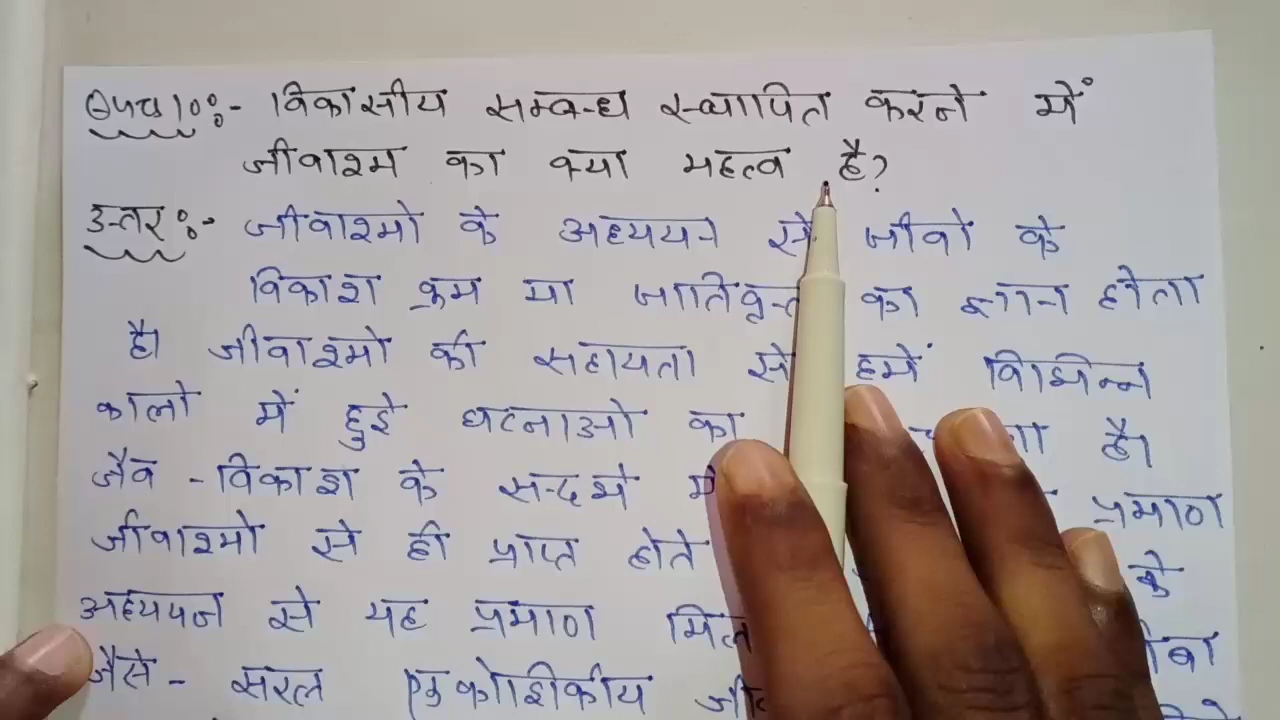 प्रश्न 10:- विकासीय सम्बन्ध स्थापित करने में
जीवाश्म का क्या महत्व है?
उत्तर:- जीवाश्मो के अध्ययन से जीवो के
विकाश क्रम या जातिवृन्त का ज्ञान होता
है। जीवाश्मो की सहायता से हमें विभिन्न
कालो में हुई घटनाओ का है।
जैव - विकाश के सन्दर्भ में प्रमाण
जीवाश्मो से ही प्राप्त होते के
अध्ययन से यह प्रमाण
जैसे - सरल एककोशिकीय